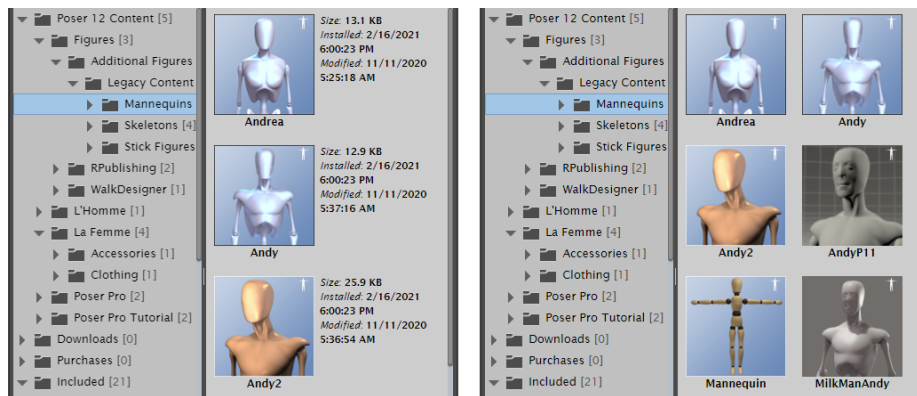 Poser 12 Content [5]
Figures [3]
Additional Figures
Legacy Content
Mannequins
Skeletons [4]
Stick Figures
RPublishing [2]
WalkDesigner [1]
L'Homme [1]
La Femme [4]
Accessories [1]
Clothing [1]
Poser Pro [2]
Poser Pro Tutorial [2]
Downloads [0]
Purchases [0]
Included [21]
Size: 13.1 KB
Installed: 2/16/2021
6:00:23 PM
Modified: 11/11/2020
5:25:18 AM
Andrea
Size: 12.9 KB
Installed: 2/16/2021
6:00:23 PM
Modified: 11/11/2020
5:37:16 AM
Andy
Size: 25.9 KB
Installed: 2/16/2021
6:00:23 PM
Modified: 11/11/2020
5:36:54 AM
Andy2
Poser 12 Content [5]
Figures [3]
Additional Figures
Legacy Content
Mannequins
Skeletons [4]
Stick Figures
RPublishing [2]
WalkDesigner [1]
L'Homme [1]
La Femme [4]
Accessories [1]
Clothing [1]
Poser Pro [2]
Poser Pro Tutorial [2]
Downloads [0]
Purchases [0]
Included [21]
Andrea
Andy
Andy2
AndyP11
Mannequin
MilkManAndy